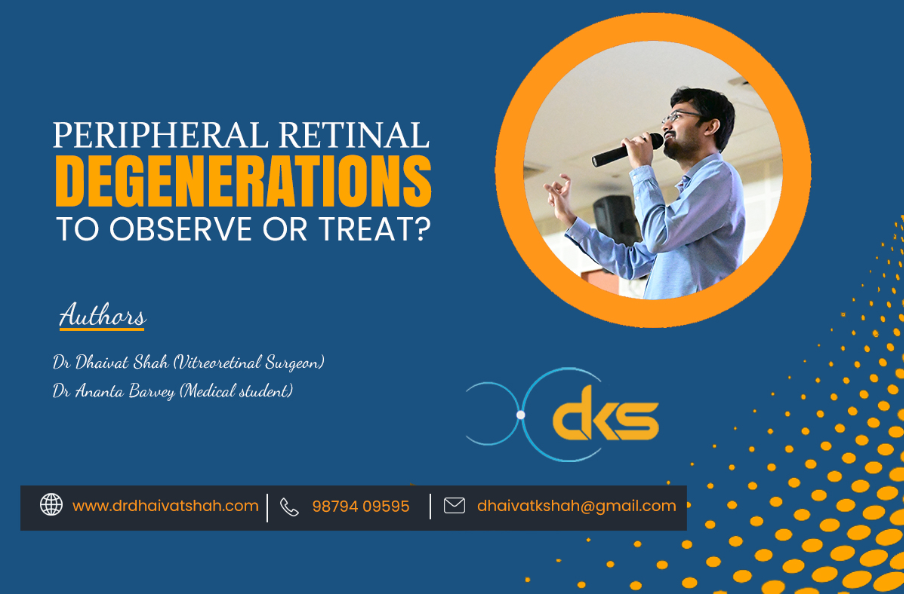 PERIPHERAL RETINAL
DEGENERATIONS
TO OBSERVE OR TREAT?
Authors
Dr Dhaivat Shah (Vitreoretinal Surgeon)
Dr Ananta Barvey (Medical student)
dks
www.drdhaivatshah.com
98794 09595
dhaivatkshah@gmail.com